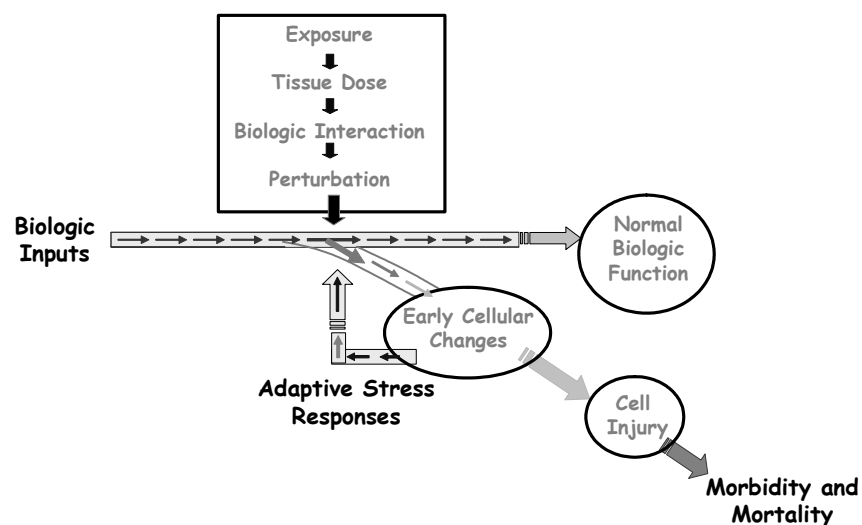 Exposure
Tissue Dose
Biologic Interaction
Perturbation
Biologic
Inputs
Normal
Biologic
Function
Early Cellular
Changes
Adaptive Stress
Responses
Cell
Injury
Morbidity and
Mortality